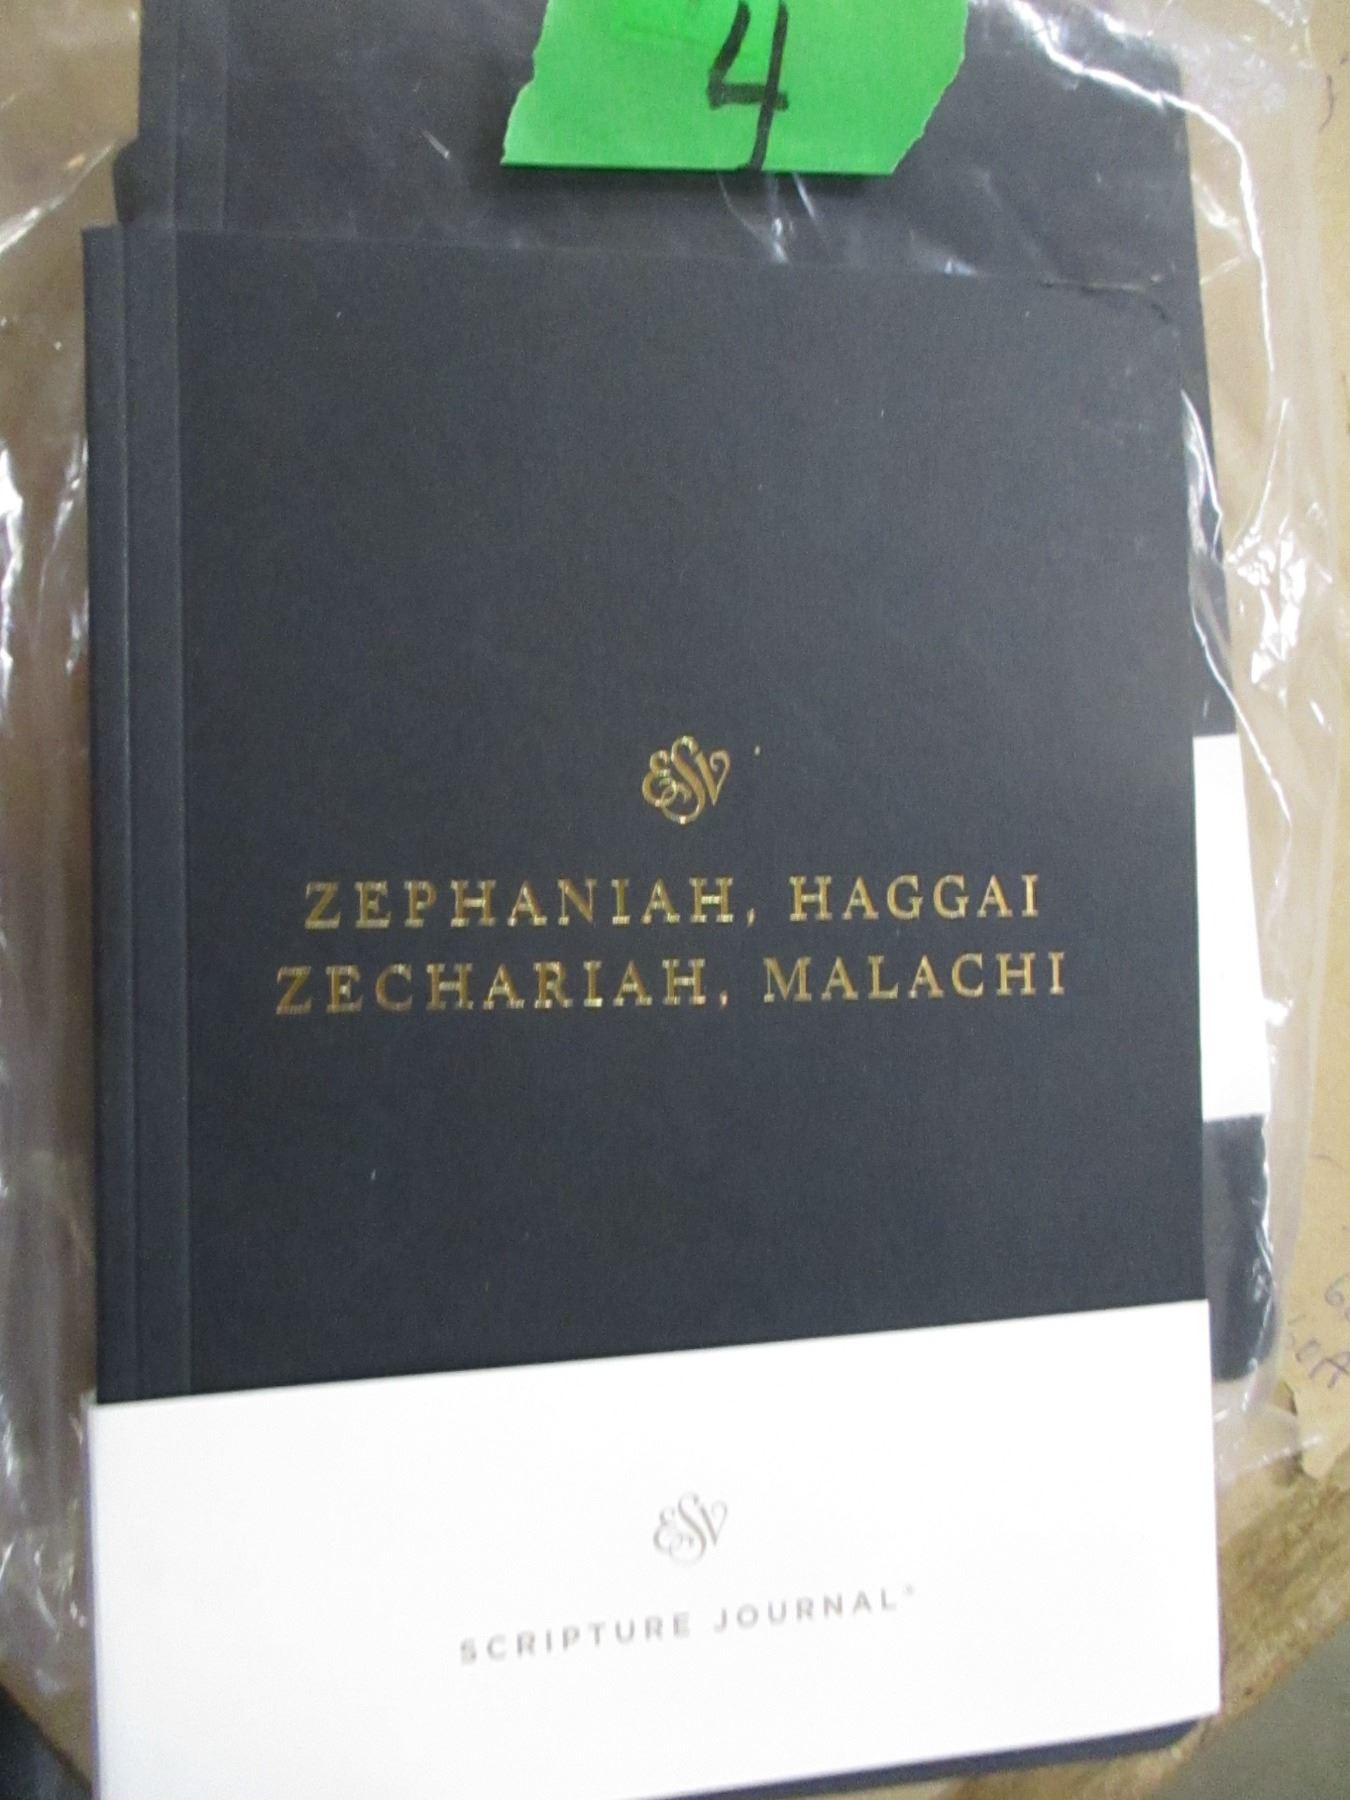 4
ESV
ZEPHANIAH, HAGGAI
ZECHARIAH, MALACHI
ESV
SCRIPTURE JOURNAL®